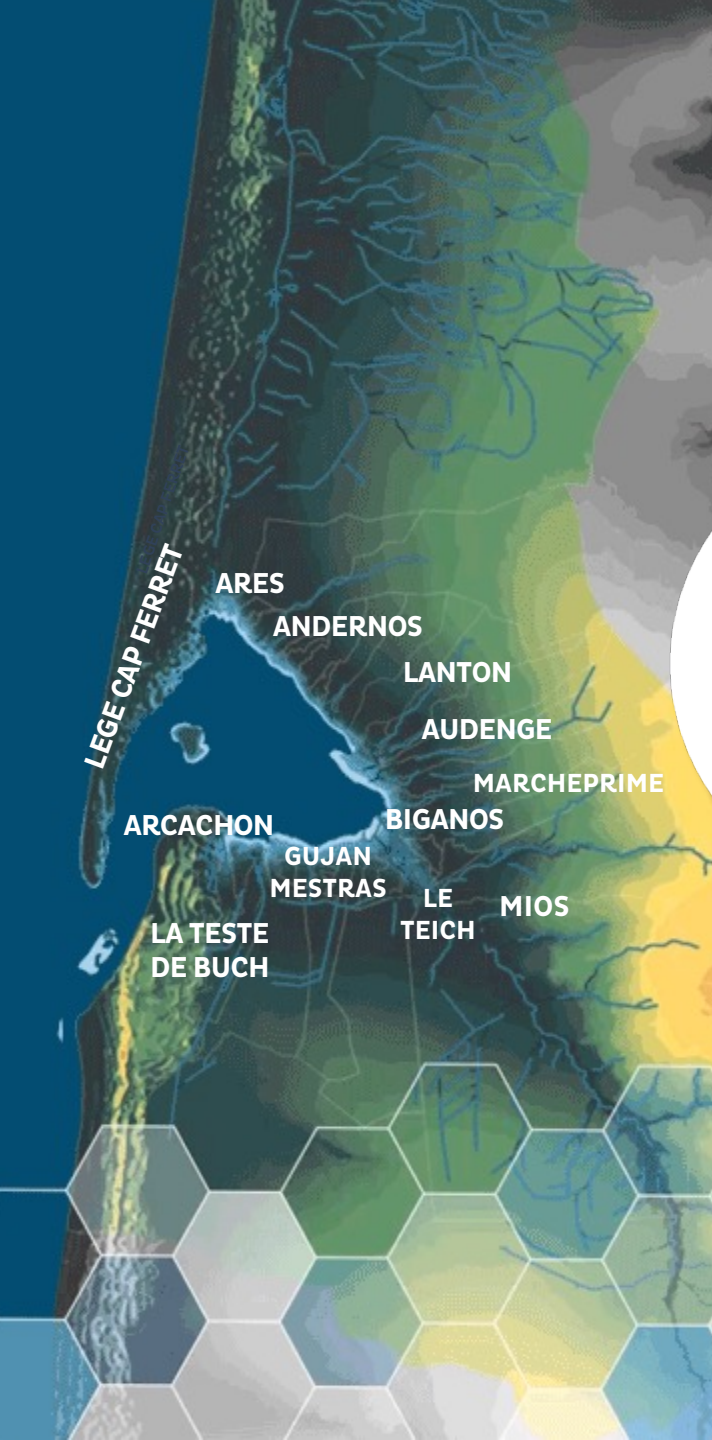 LEGE CAP FERRET
ARES
ANDERNOS
LANTON
AUDENGE
MARCHEPRIME
BIGANOS
ARCACHON
GUJAN
MESTRAS
LE
TEICH
MIOS
LA TESTE
DE BUCH